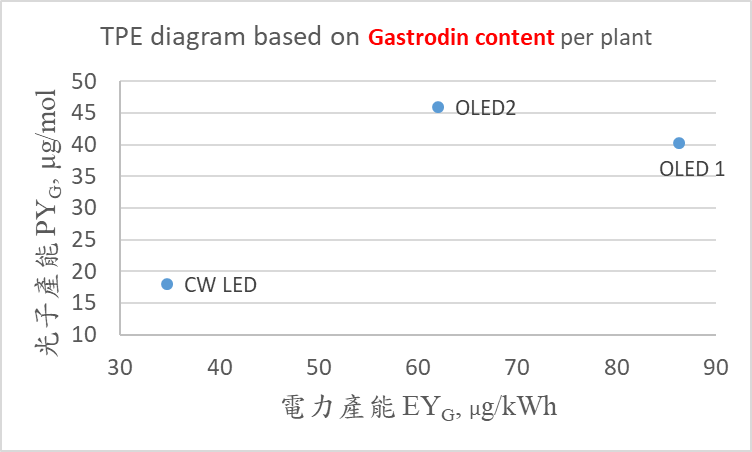 TPE diagram based on Gastrodin content per plant
光子產能 PYG, μg/mol
50
45
40
35
30
25
20
15
10
OLED2
OLED 1
CW LED
30 40 50 60 70 80 90
電力產能 EYG, μg/kWh